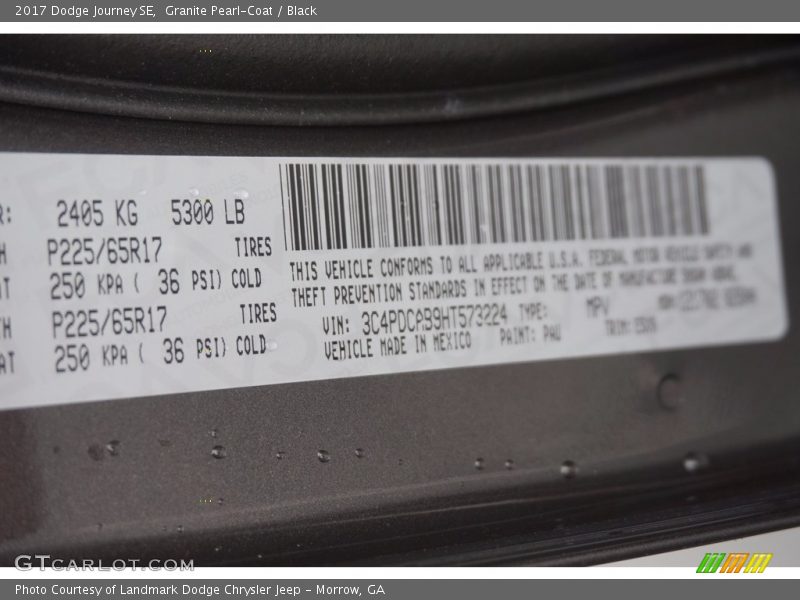 2017 Dodge Journey SE, Granite Pearl-Coat / Black
R: 2405 KG 5300 LB
P225/65R17 TIRES
250 KPA ( 36 PSI) COLD
P225/65R17 TIRES
250 KPA ( 36 PSI) COLD
THIS VEHICLE CONFORMS TO ALL APPLICABLE U.S.A. FEDERAL MOTOR VEHICLE SAFETY AND
THEFT PREVENTION STANDARDS IN EFFECT ON THE DATE OF MANUFACTURE SHOWN ABOVE.
VIN: 3C4PDCAB9HT573224 TYPE: MPV
VEHICLE MADE IN MEXICO PAINT: PAU TRIM:
GTCARLOT.COM
Photo Courtesy of Landmark Dodge Chrysler Jeep - Morrow, GA